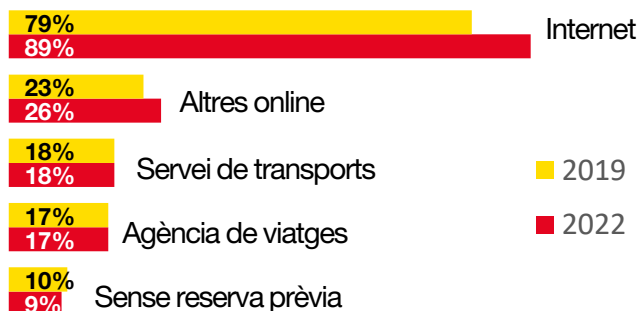 79%
89%
Internet
23%
26%
Altres online
18%
18%
Servei de transports
2019
17%
17%
Agència de viatges
2022
10%
9%
Sense reserva prèvia